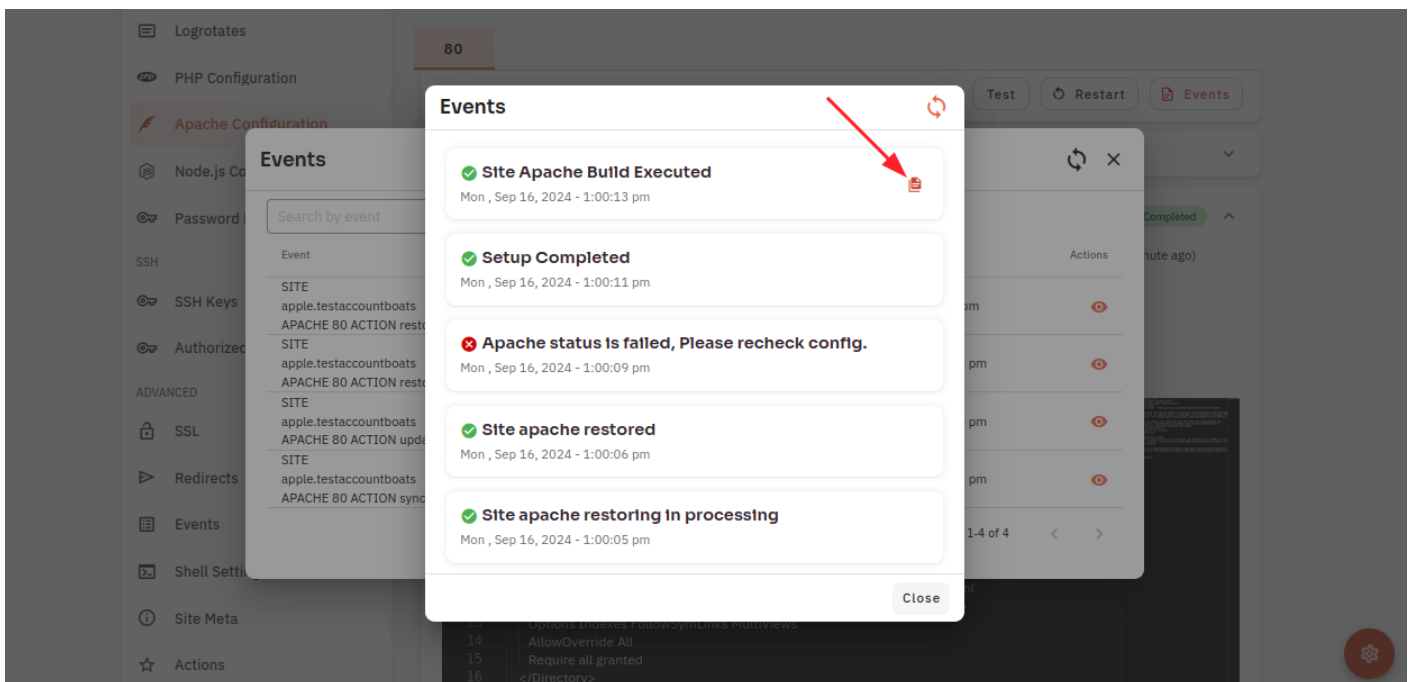 Logrotates
PHP Configuration
Apache Configuration
Node.js Co
Password
SSH
SSH Keys
Authorized
ADVANCED
SSL
Redirects
Events
Shell Setti
Site Meta
Actions
80
Test
Restart
Events
Completed
nute ago)
Events
Search by event
Event
Actions
SITE
apple.testaccountboats
APACHE 80 ACTION resto
pm
SITE
apple.testaccountboats
APACHE 80 ACTION resto
pm
SITE
apple.testaccountboats
APACHE 80 ACTION upda
pm
SITE
apple.testaccountboats
APACHE 80 ACTION sync
pm
1-4 of 4
Events
Site Apache Build Executed
Mon , Sep 16, 2024 - 1:00:13 pm
Setup Completed
Mon , Sep 16, 2024 - 1:00:11 pm
Apache status is failed, Please recheck config.
Mon , Sep 16, 2024 - 1:00:09 pm
Site apache restored
Mon , Sep 16, 2024 - 1:00:06 pm
Site apache restoring in processing
Mon , Sep 16, 2024 - 1:00:05 pm
Close
13 Options Indexes FollowSymLinks MultiViews
14 AllowOverride All
15 Require all granted
16 </Directory>